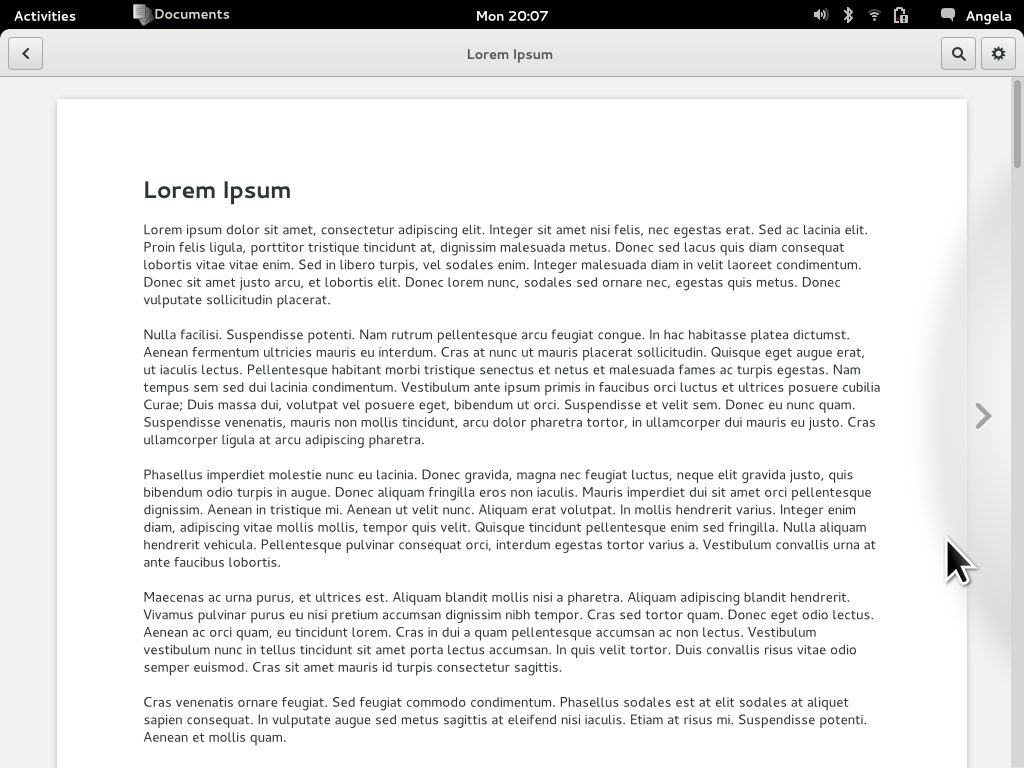 Activities
Documents
Mon 20:07
Angela
Lorem Ipsum
Lorem Ipsum
Lorem ipsum dolor sit amet, consectetur adipiscing elit. Integer sit amet nisi felis, nec egestas erat. Sed ac lacinia elit.
Proin felis ligula, porttitor tristique tincidunt at, dignissim malesuada metus. Donec sed lacus quis diam consequat
lobortis vitae vitae enim. Sed in libero turpis, vel sodales enim. Integer malesuada diam in velit laoreet condimentum.
Donec sit amet justo arcu, et lobortis elit. Donec lorem nunc, sodales sed ornare nec, egestas quis metus. Donec
vulputate sollicitudin placerat.
Nulla facilisi. Suspendisse potenti. Nam rutrum pellentesque arcu feugiat congue. In hac habitasse platea dictumst.
Aenean fermentum ultricies mauris eu interdum. Cras at nunc ut mauris placerat sollicitudin. Quisque eget augue erat,
ut iaculis lectus. Pellentesque habitant morbi tristique senectus et netus et malesuada fames ac turpis egestas. Nam
tempus sem sed dui lacinia condimentum. Vestibulum ante ipsum primis in faucibus orci luctus et ultrices posuere cubilia
Curae; Duis massa dui, volutpat vel posuere eget, bibendum ut orci. Suspendisse et velit sem. Donec eu nunc quam.
Suspendisse venenatis, mauris non mollis tincidunt, arcu dolor pharetra tortor, in ullamcorper dui mauris eu justo. Cras
ullamcorper ligula at arcu adipiscing pharetra.
Phasellus imperdiet molestie nunc eu lacinia. Donec gravida, magna nec feugiat luctus, neque elit gravida justo, quis
bibendum odio turpis in augue. Donec aliquam fringilla eros non iaculis. Mauris imperdiet dui sit amet orci pellentesque
dignissim. Aenean in tristique mi. Aenean ut velit nunc. Aliquam erat volutpat. In mollis hendrerit varius. Integer enim
diam, adipiscing vitae mollis mollis, tempor quis velit. Quisque tincidunt pellentesque enim sed fringilla. Nulla aliquam
hendrerit vehicula. Pellentesque pulvinar consequat orci, interdum egestas tortor varius a. Vestibulum convallis urna at
ante faucibus lobortis.
Maecenas ac urna purus, et ultrices est. Aliquam blandit mollis nisi a pharetra. Aliquam adipiscing blandit hendrerit.
Vivamus pulvinar purus eu nisi pretium accumsan dignissim nibh tempor. Cras sed tortor quam. Donec eget odio lectus.
Aenean ac orci quam, eu tincidunt lorem. Cras in dui a quam pellentesque accumsan ac non lectus. Vestibulum
vestibulum nunc in tellus tincidunt sit amet porta lectus accumsan. In quis velit tortor. Duis convallis risus vitae odio
semper euismod. Cras sit amet mauris id turpis consectetur sagittis.
Cras venenatis ornare feugiat. Sed feugiat commodo condimentum. Phasellus sodales est at elit sodales at aliquet
sapien consequat. In vulputate augue sed metus sagittis at eleifend nisi iaculis. Etiam at risus mi. Suspendisse potenti.
Aenean et mollis quam.